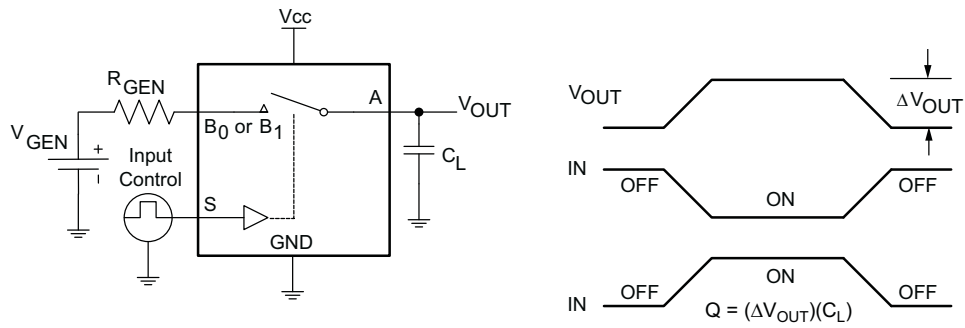 Vcc
RGEN
VGEN
+
–
Input
Control
B0 or B1
A
VOUT
CL
S
GND
VOUT
ΔVOUT
IN
OFF
ON
OFF
IN
OFF
ON
OFF
Q = (ΔVOUT)(CL)